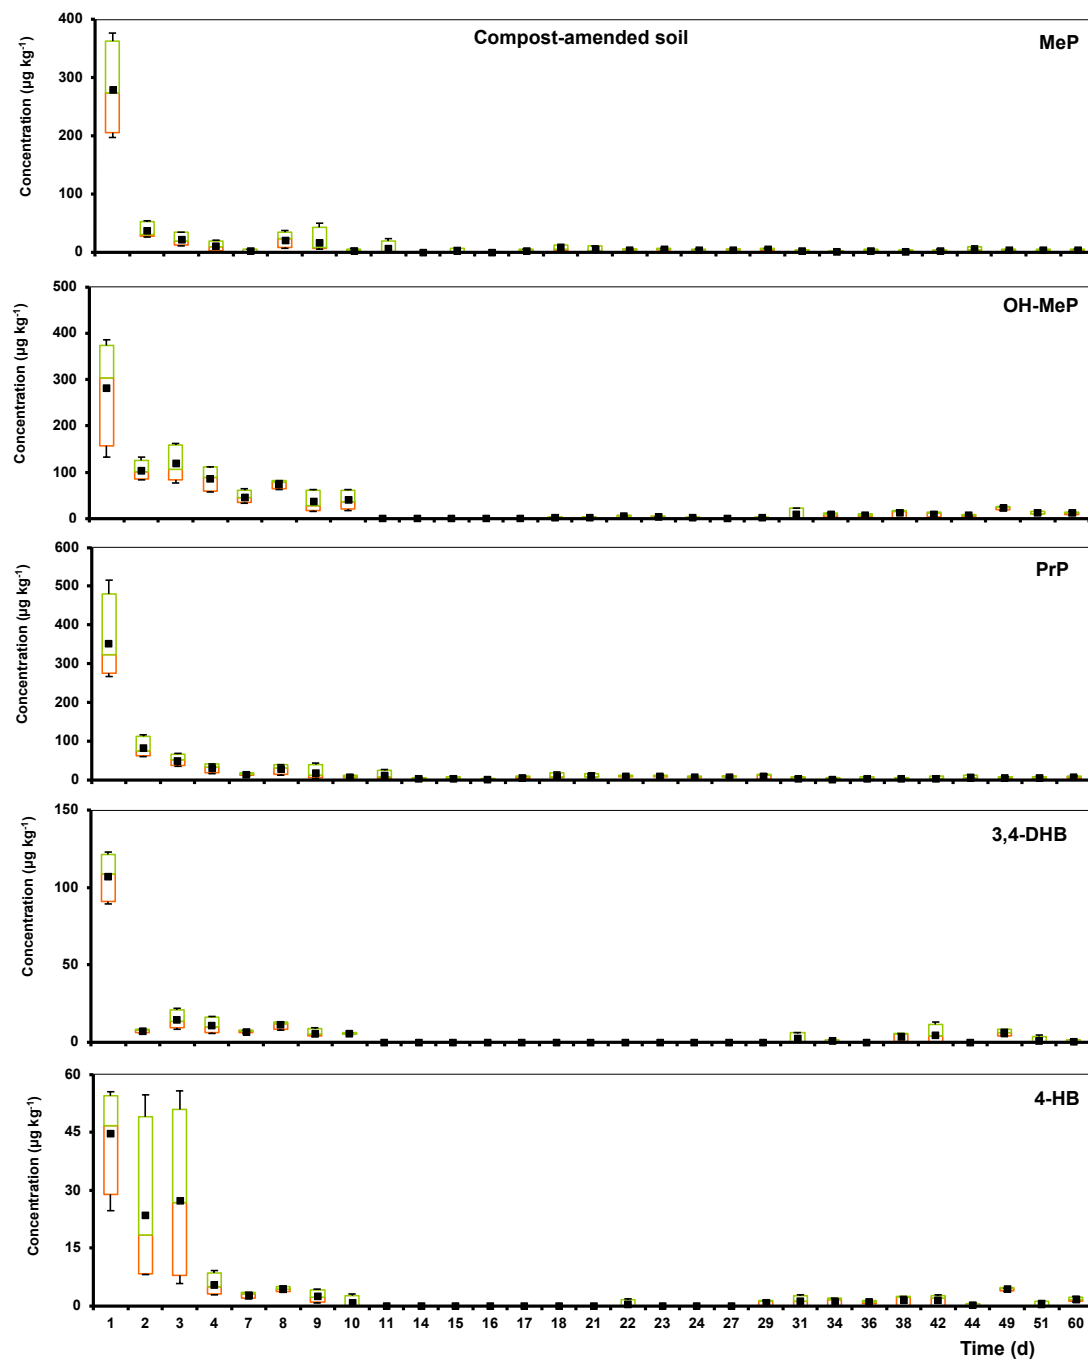 Compost-amended soil
MeP
Concentration (µg kg⁻¹)
400
300
200
100
0
OH-MeP
Concentration (µg kg⁻¹)
500
400
300
200
100
0
PrP
Concentration (µg kg⁻¹)
600
500
400
300
200
100
0
3,4-DHB
Concentration (µg kg⁻¹)
150
100
50
0
4-HB
Concentration (µg kg⁻¹)
60
45
30
15
0
1 2 3 4 7 8 9 10 11 14 15 16 17 18 21 22 23 24 27 29 31 34 36 38 42 44 49 51 60
Time (d)